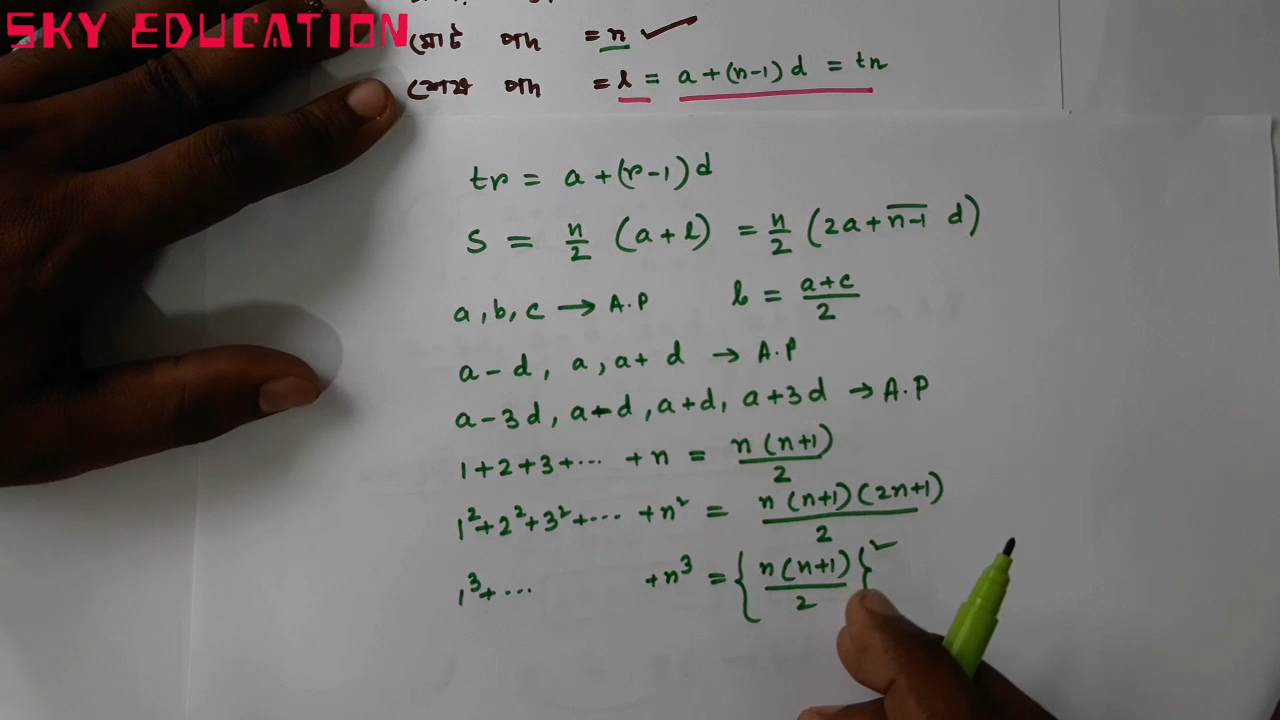 SKY EDUCATION
মোট পদ = n ✓
শেষ পদ = l = a + (n-1) d = tn
tr = a + (r-1) d
S = n/2 (a + l) = n/2 (2a + n̅-̅1̅ d)
a, b, c → A.P b = a+c/2
a - d, a, a + d → A.P
a - 3d, a - d, a + d, a + 3d → A.P
1 + 2 + 3 + ... + n = n (n+1)/2
1² + 2² + 3² + ... + n² = n (n+1) (2n+1)/2
1³ + ... + n³ = {n (n+1)/2}²